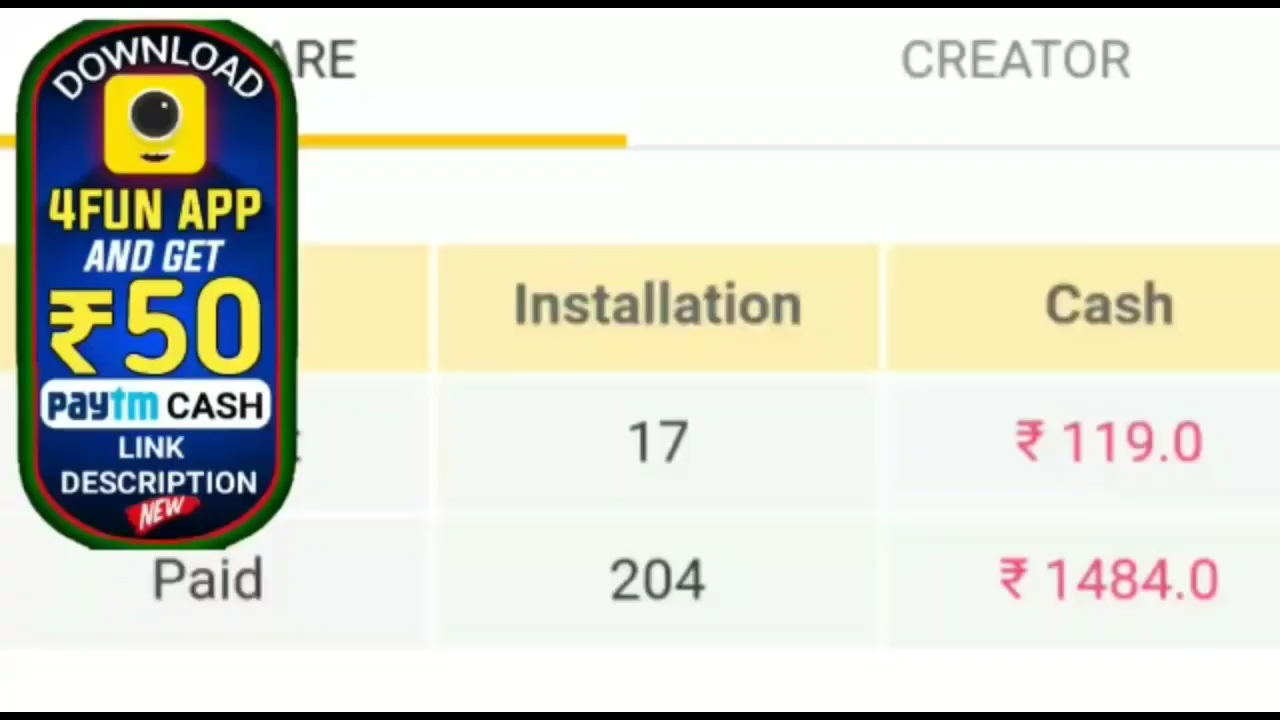 DOWNLOAD
4FUN APP
AND GET
₹50
paytm CASH
LINK
DESCRIPTION
NEW
CREATOR
Installation
Cash
17
₹ 119.0
Paid
204
₹ 1484.0